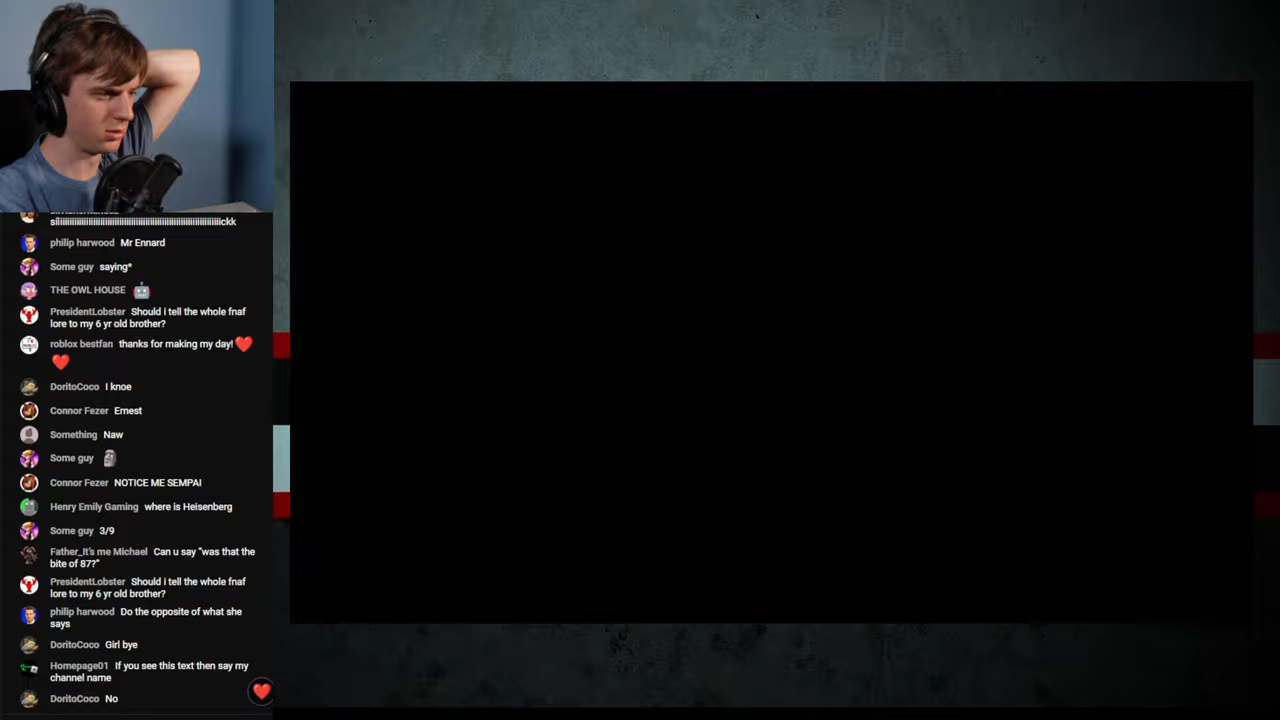 siiiiiiiiiiiiiiiiiiiiiiiiiiiiiiiiiiiiiiiiiiiiiiiiiiiiiiiiiickk
philip harwood Mr Ennard
Some guy saying*
THE OWL HOUSE
PresidentLobster Should i tell the whole fnaf
lore to my 6 yr old brother?
roblox bestfan thanks for making my day!
DoritoCoco I knoe
Connor Fezer Ernest
Something Naw
Some guy
Connor Fezer NOTICE ME SEMPAI
Henry Emily Gaming where is Heisenberg
Some guy 3/9
Father_It's me Michael Can u say "was that the
bite of 87?"
PresidentLobster Should i tell the whole fnaf
lore to my 6 yr old brother?
philip harwood Do the opposite of what she
says
DoritoCoco Girl bye
Homepage01 If you see this text then say my
channel name
DoritoCoco No